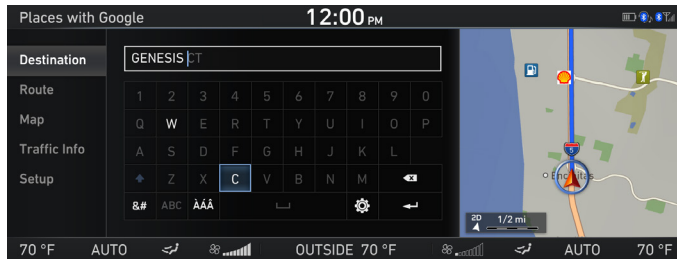 Places with Google
12:00 PM
Destination
GENESIS CT
Route
1 2 3 4 5 6 7 8 9 0
Map
Q W E R T Y U I O P
Traffic Info
A S D F G H J K L
Setup
Z X C V B N M
&# ABC ÀÁÂ
5
Encinitas
2D 1/2 mi
70 °F AUTO OUTSIDE 70 °F AUTO 70 °F